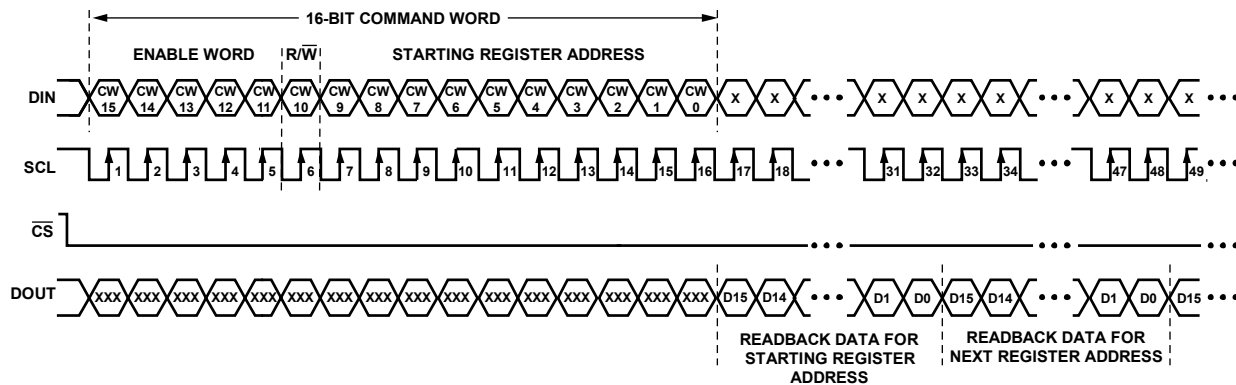 16-BIT COMMAND WORD
ENABLE WORD R/W STARTING REGISTER ADDRESS
DIN CW 15 CW 14 CW 13 CW 12 CW 11 CW 10 CW 9 CW 8 CW 7 CW 6 CW 5 CW 4 CW 3 CW 2 CW 1 CW 0 X X X X X X X X X
SCL 1 2 3 4 5 6 7 8 9 10 11 12 13 14 15 16 17 18 31 32 33 34 47 48 49
CS
DOUT XXX XXX XXX XXX XXX XXX XXX XXX XXX XXX XXX XXX XXX XXX XXX XXX D15 D14 D1 D0 D15 D14 D1 D0 D15
READBACK DATA FOR
STARTING REGISTER
ADDRESS
READBACK DATA FOR
NEXT REGISTER ADDRESS